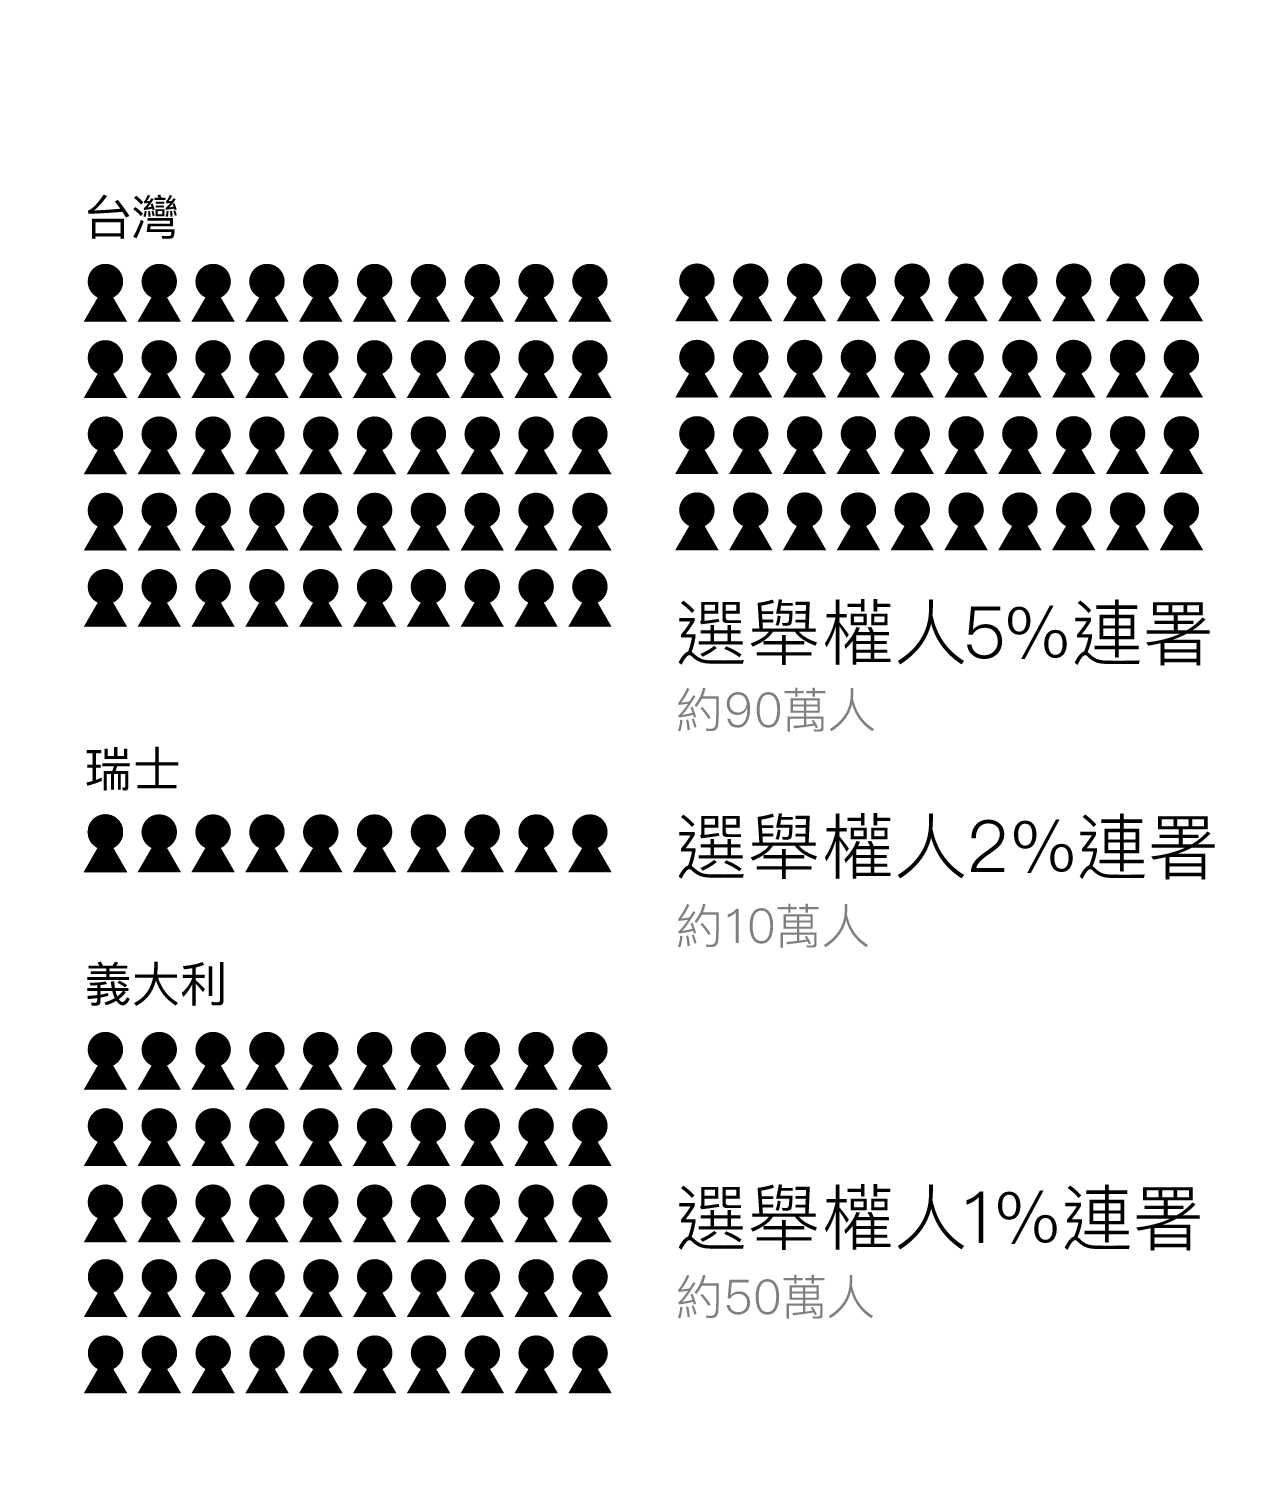 台灣
選舉權人5%連署
約90萬人
瑞士
選舉權人2%連署
約10萬人
義大利
選舉權人1%連署
約50萬人